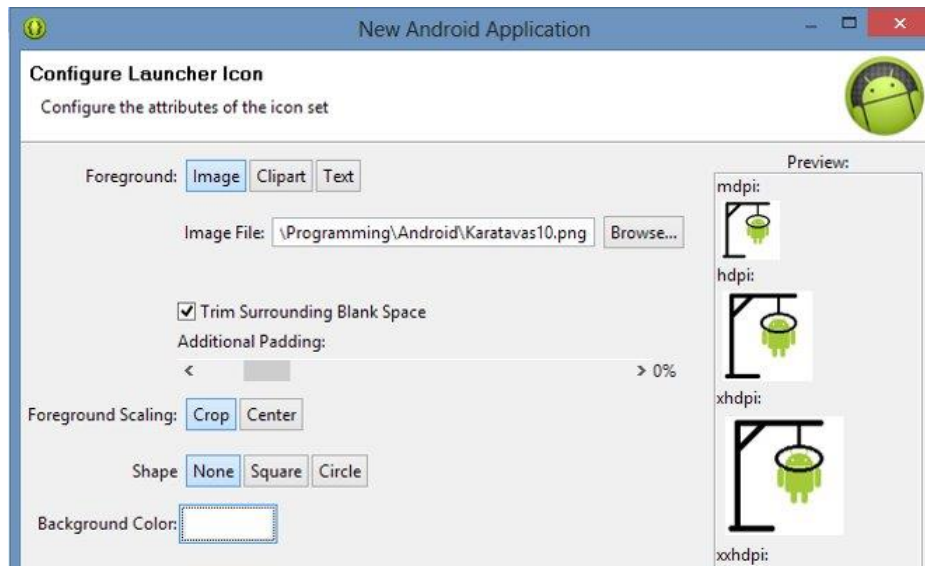 New Android Application
Configure Launcher Icon
Configure the attributes of the icon set
Foreground: Image Clipart Text
Image File: \Programming\Android\Karatavas10.png Browse...
Trim Surrounding Blank Space
Additional Padding:
< > 0%
Foreground Scaling: Crop Center
Shape None Square Circle
Background Color:
Preview:
mdpi:
hdpi:
xhdpi:
xxhdpi: